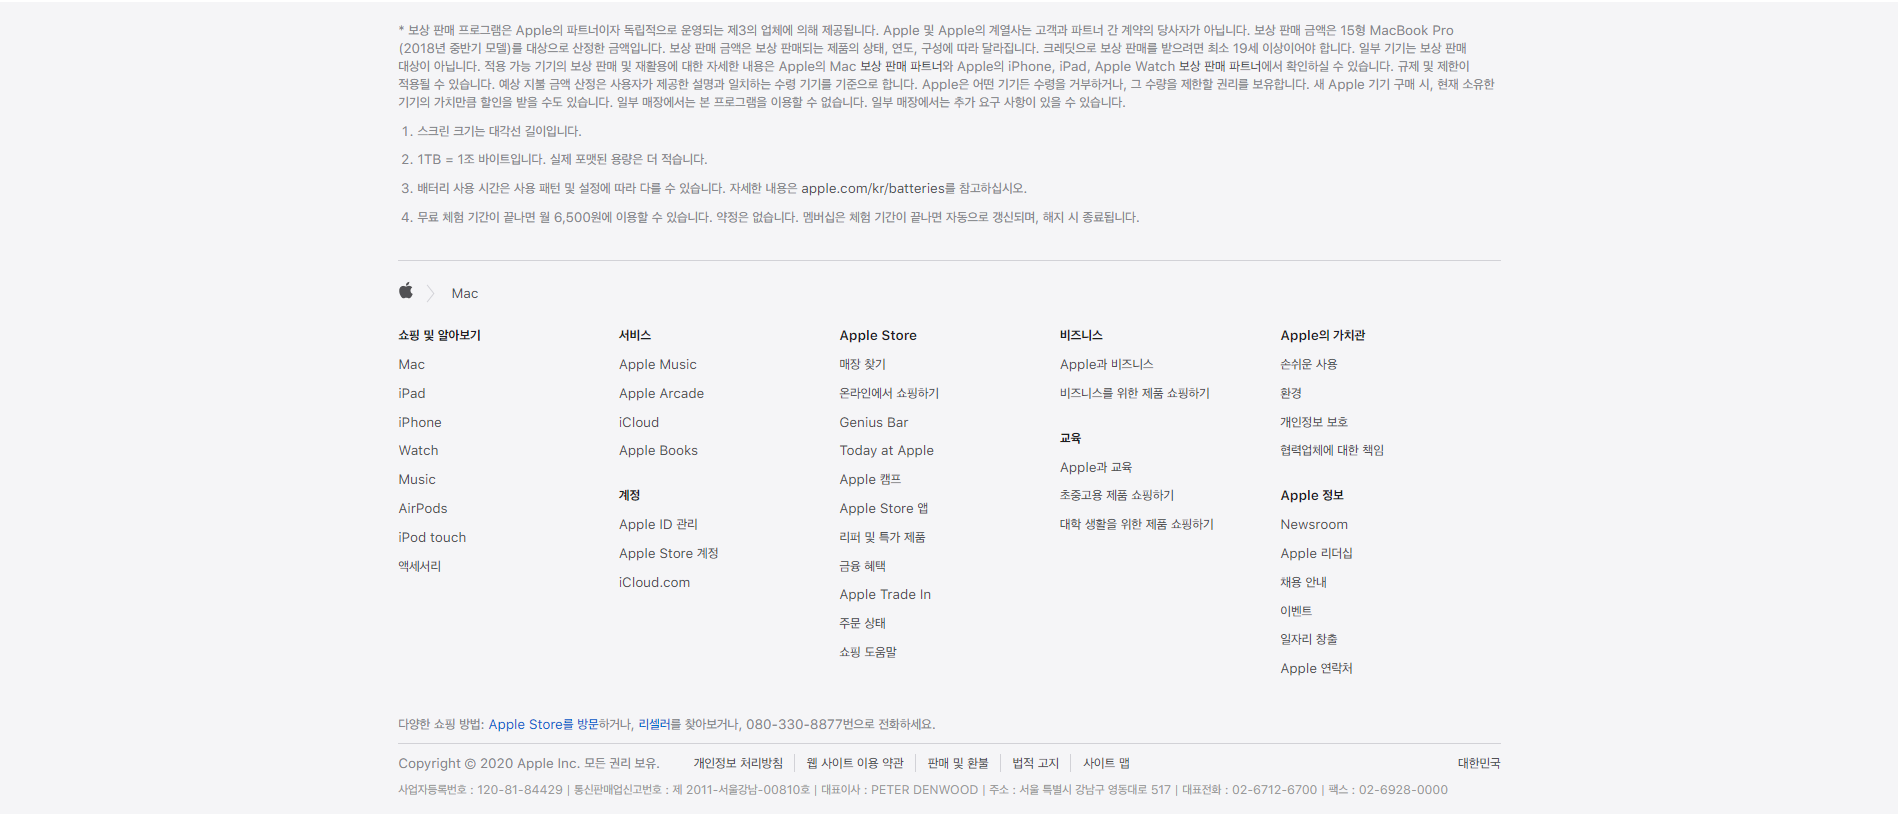 * 보상 판매 프로그램은 Apple의 파트너이자 독립적으로 운영되는 제3의 업체에 의해 제공됩니다. Apple 및 Apple의 계열사는 고객과 파트너 간 계약의 당사자가 아닙니다. 보상 판매 금액은 15형 MacBook Pro
(2018년 중반기 모델)를 대상으로 산정한 금액입니다. 보상 판매 금액은 보상 판매되는 제품의 상태, 연도, 구성에 따라 달라집니다. 크레딧으로 보상 판매를 받으려면 최소 19세 이상이어야 합니다. 일부 기기는 보상 판매
대상이 아닙니다. 적용 가능 기기의 보상 판매 및 재활용에 대한 자세한 내용은 Apple의 Mac 보상 판매 파트너와 Apple의 iPhone, iPad, Apple Watch 보상 판매 파트너에서 확인하실 수 있습니다. 규제 및 제한이
적용될 수 있습니다. 예상 지불 금액 산정은 사용자가 제공한 설명과 일치하는 수령 기기를 기준으로 합니다. Apple은 어떤 기기든 수령을 거부하거나, 그 수량을 제한할 권리를 보유합니다. 새 Apple 기기 구매 시, 현재 소유한
기기의 가치만큼 할인을 받을 수도 있습니다. 일부 매장에서는 본 프로그램을 이용할 수 없습니다. 일부 매장에서는 추가 요구 사항이 있을 수 있습니다.
1. 스크린 크기는 대각선 길이입니다.
2. 1TB = 1조 바이트입니다. 실제 포맷된 용량은 더 적습니다.
3. 배터리 사용 시간은 사용 패턴 및 설정에 따라 다를 수 있습니다. 자세한 내용은 apple.com/kr/batteries를 참고하십시오.
4. 무료 체험 기간이 끝나면 월 6,500원에 이용할 수 있습니다. 약정은 없습니다. 멤버십은 체험 기간이 끝나면 자동으로 갱신되며, 해지 시 종료됩니다.
Mac
쇼핑 및 알아보기
Mac
iPad
iPhone
Watch
Music
AirPods
iPod touch
액세서리
서비스
Apple Music
Apple Arcade
iCloud
Apple Books
계정
Apple ID 관리
Apple Store 계정
iCloud.com
Apple Store
매장 찾기
온라인에서 쇼핑하기
Genius Bar
Today at Apple
Apple 캠프
Apple Store 앱
리퍼 및 특가 제품
금융 혜택
Apple Trade In
주문 상태
쇼핑 도움말
비즈니스
Apple과 비즈니스
비즈니스를 위한 제품 쇼핑하기
교육
Apple과 교육
초중고용 제품 쇼핑하기
대학 생활을 위한 제품 쇼핑하기
Apple의 가치관
손쉬운 사용
환경
개인정보 보호
협력업체에 대한 책임
Apple 정보
Newsroom
Apple 리더십
채용 안내
이벤트
일자리 창출
Apple 연락처
다양한 쇼핑 방법: Apple Store를 방문하거나, 리셀러를 찾아보거나, 080-330-8877번으로 전화하세요.
Copyright © 2020 Apple Inc. 모든 권리 보유. 개인정보 처리방침 | 웹 사이트 이용 약관 | 판매 및 환불 | 법적 고지 | 사이트 맵 대한민국
사업자등록번호 : 120-81-84429 | 통신판매업신고번호 : 제 2011-서울강남-00810호 | 대표이사 : PETER DENWOOD | 주소 : 서울 특별시 강남구 영동대로 517 | 대표전화 : 02-6712-6700 | 팩스 : 02-6928-0000